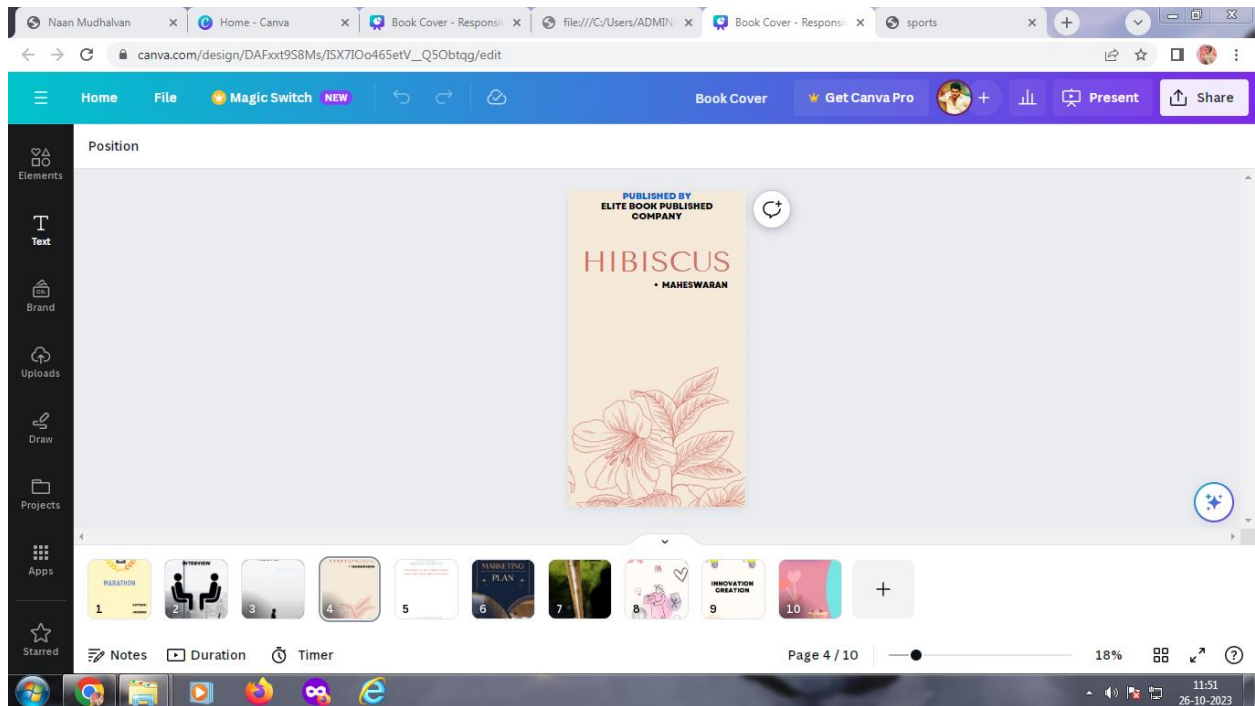 Naan Mudhalvan
Home - Canva
Book Cover - Responsiv
file:///C:/Users/ADMIN/
Book Cover - Responsiv
sports
canva.com/design/DAFxxt9S8Ms/ISX7IOo465etV__Q5Obtqg/edit
Home File Magic Switch NEW Book Cover Get Canva Pro + Present Share
Position
Elements
Text
Brand
Uploads
Draw
Projects
Apps
Starred
PUBLISHED BY
ELITE BOOK PUBLISHED
COMPANY
HIBISCUS
• MAHESWARAN
MARATHON
1
INTERVIEW
2
3
4
5
MARKETING
PLAN
6
7
8
INNOVATION
CREATION
9
10
Notes Duration Timer Page 4 / 10 18%
11:51
26-10-2023